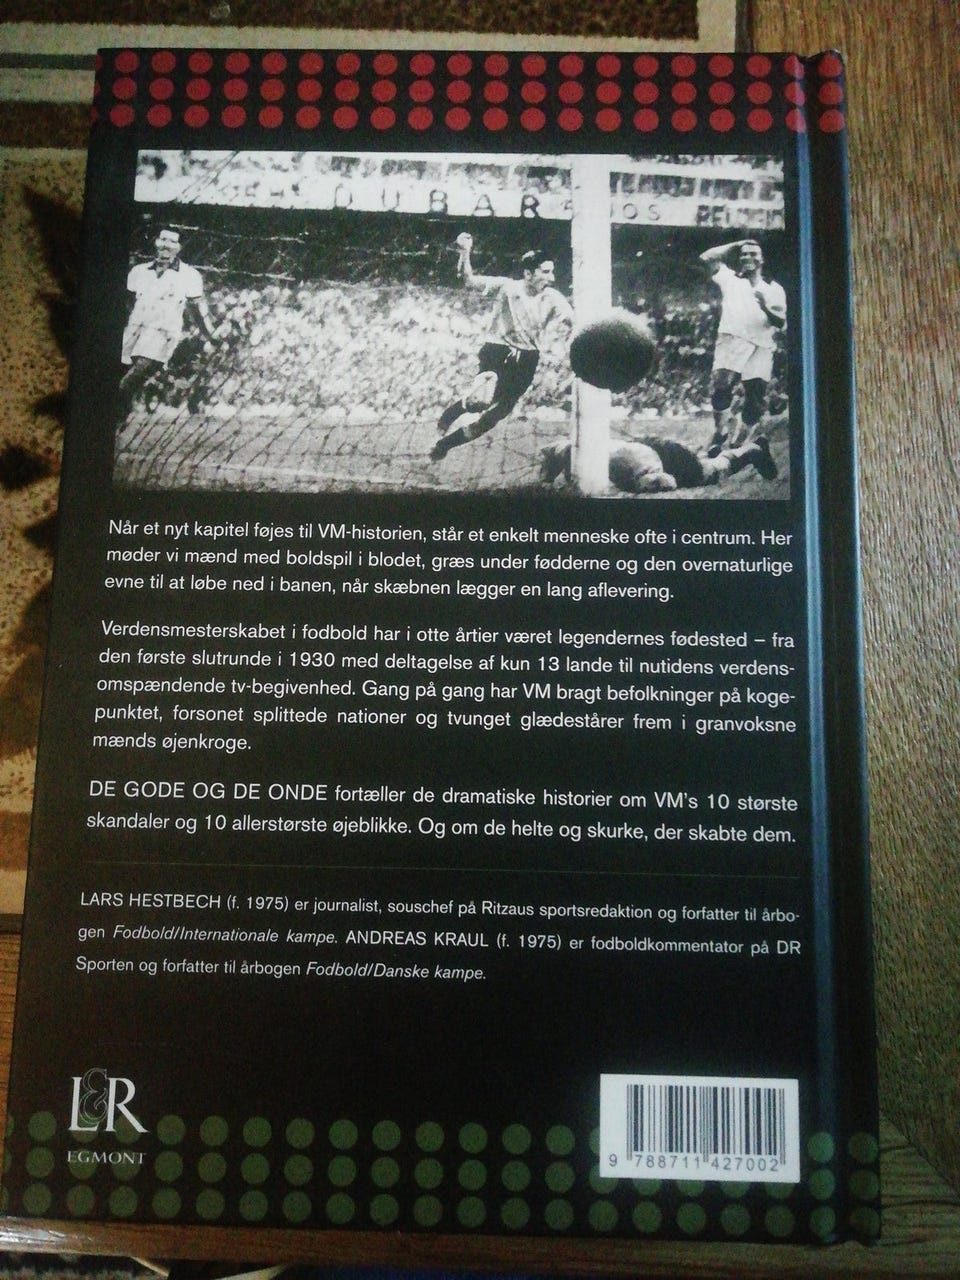 DUBAR
Når et nyt kapitel føjes til VM-historien, står et enkelt menneske ofte i centrum. Her
møder vi mænd med boldspil i blodet, græs under fødderne og den overnaturlige
evne til at løbe ned i banen, når skæbnen lægger en lang aflevering.
Verdensmesterskabet i fodbold har i otte årtier været legendernes fødested – fra
den første slutrunde i 1930 med deltagelse af kun 13 lande til nutidens verdens-
omspændende tv-begivenhed. Gang på gang har VM bragt befolkninger på koge-
punktet, forsonet splittede nationer og tvunget glædestårer frem i granvoksne
mænds øjenkroge.
DE GODE OG DE ONDE fortæller de dramatiske historier om VM's 10 største
skandaler og 10 allerstørste øjeblikke. Og om de helte og skurke, der skabte dem.
LARS HESTBECH (f. 1975) er journalist, souschef på Ritzaus sportsredaktion og forfatter til årbo-
gen Fodbold/Internationale kampe. ANDREAS KRAUL (f. 1975) er fodboldkommentator på DR
Sporten og forfatter til årbogen Fodbold/Danske kampe.
L&R
EGMONT
9 788711 427002